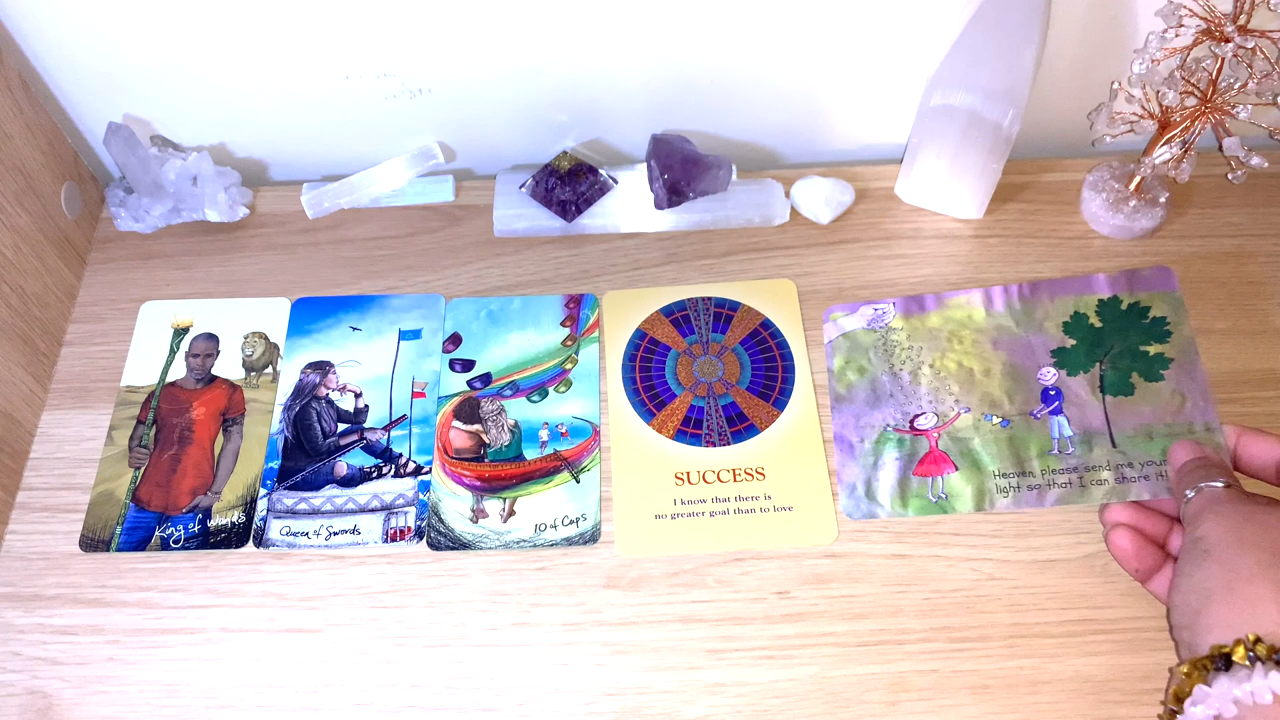 King of Wands
Queen of Swords
10 of Cups
SUCCESS
I know that there is
no greater goal than to love
Heaven, please send me your
light so that I can share it!